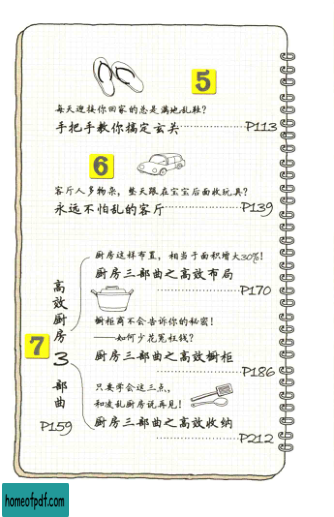 5
每天迎接你回家的总是满地乱鞋?
手把手教你搞定玄关 P113
6
客厅人多物杂,整天跟在宝宝后面收玩具?
永远不怕乱的客厅 P139
7
高效厨房3部曲
P159
厨房这样布置,相当于面积增大30%!
厨房三部曲之高效布局
P170
橱柜商不会告诉你的秘密!
——如何少花冤枉钱?
厨房三部曲之高效橱柜
P186
只要学会这三点,
和凌乱厨房说再见!
厨房三部曲之高效收纳
P212
homeofpdf.com